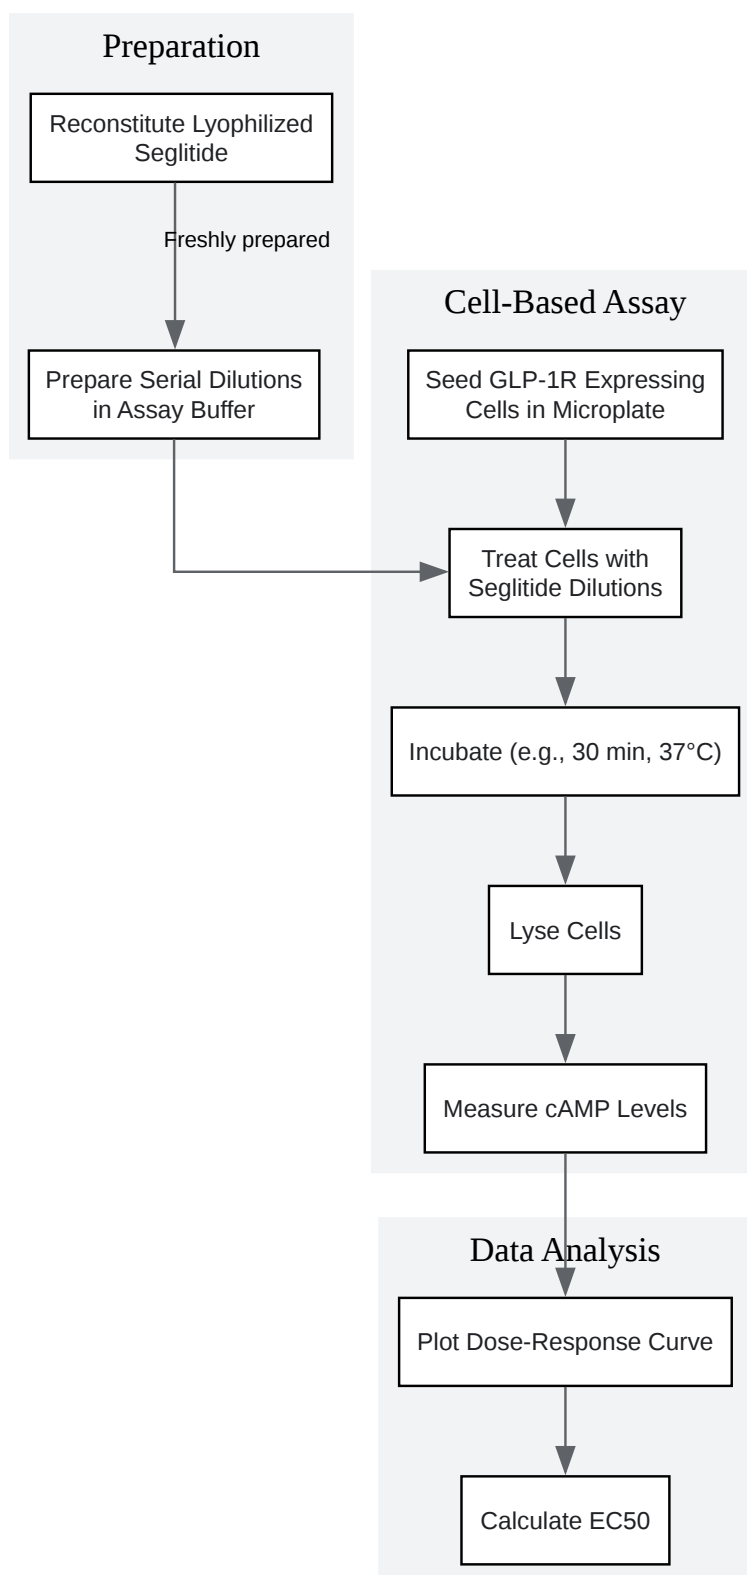 Preparation
Reconstitute Lyophilized
Seglitide
Freshly prepared
Prepare Serial Dilutions
in Assay Buffer
Cell-Based Assay
Seed GLP-1R Expressing
Cells in Microplate
Treat Cells with
Seglitide Dilutions
Incubate (e.g., 30 min, 37°C)
Lyse Cells
Measure cAMP Levels
Data Analysis
Plot Dose-Response Curve
Calculate EC50